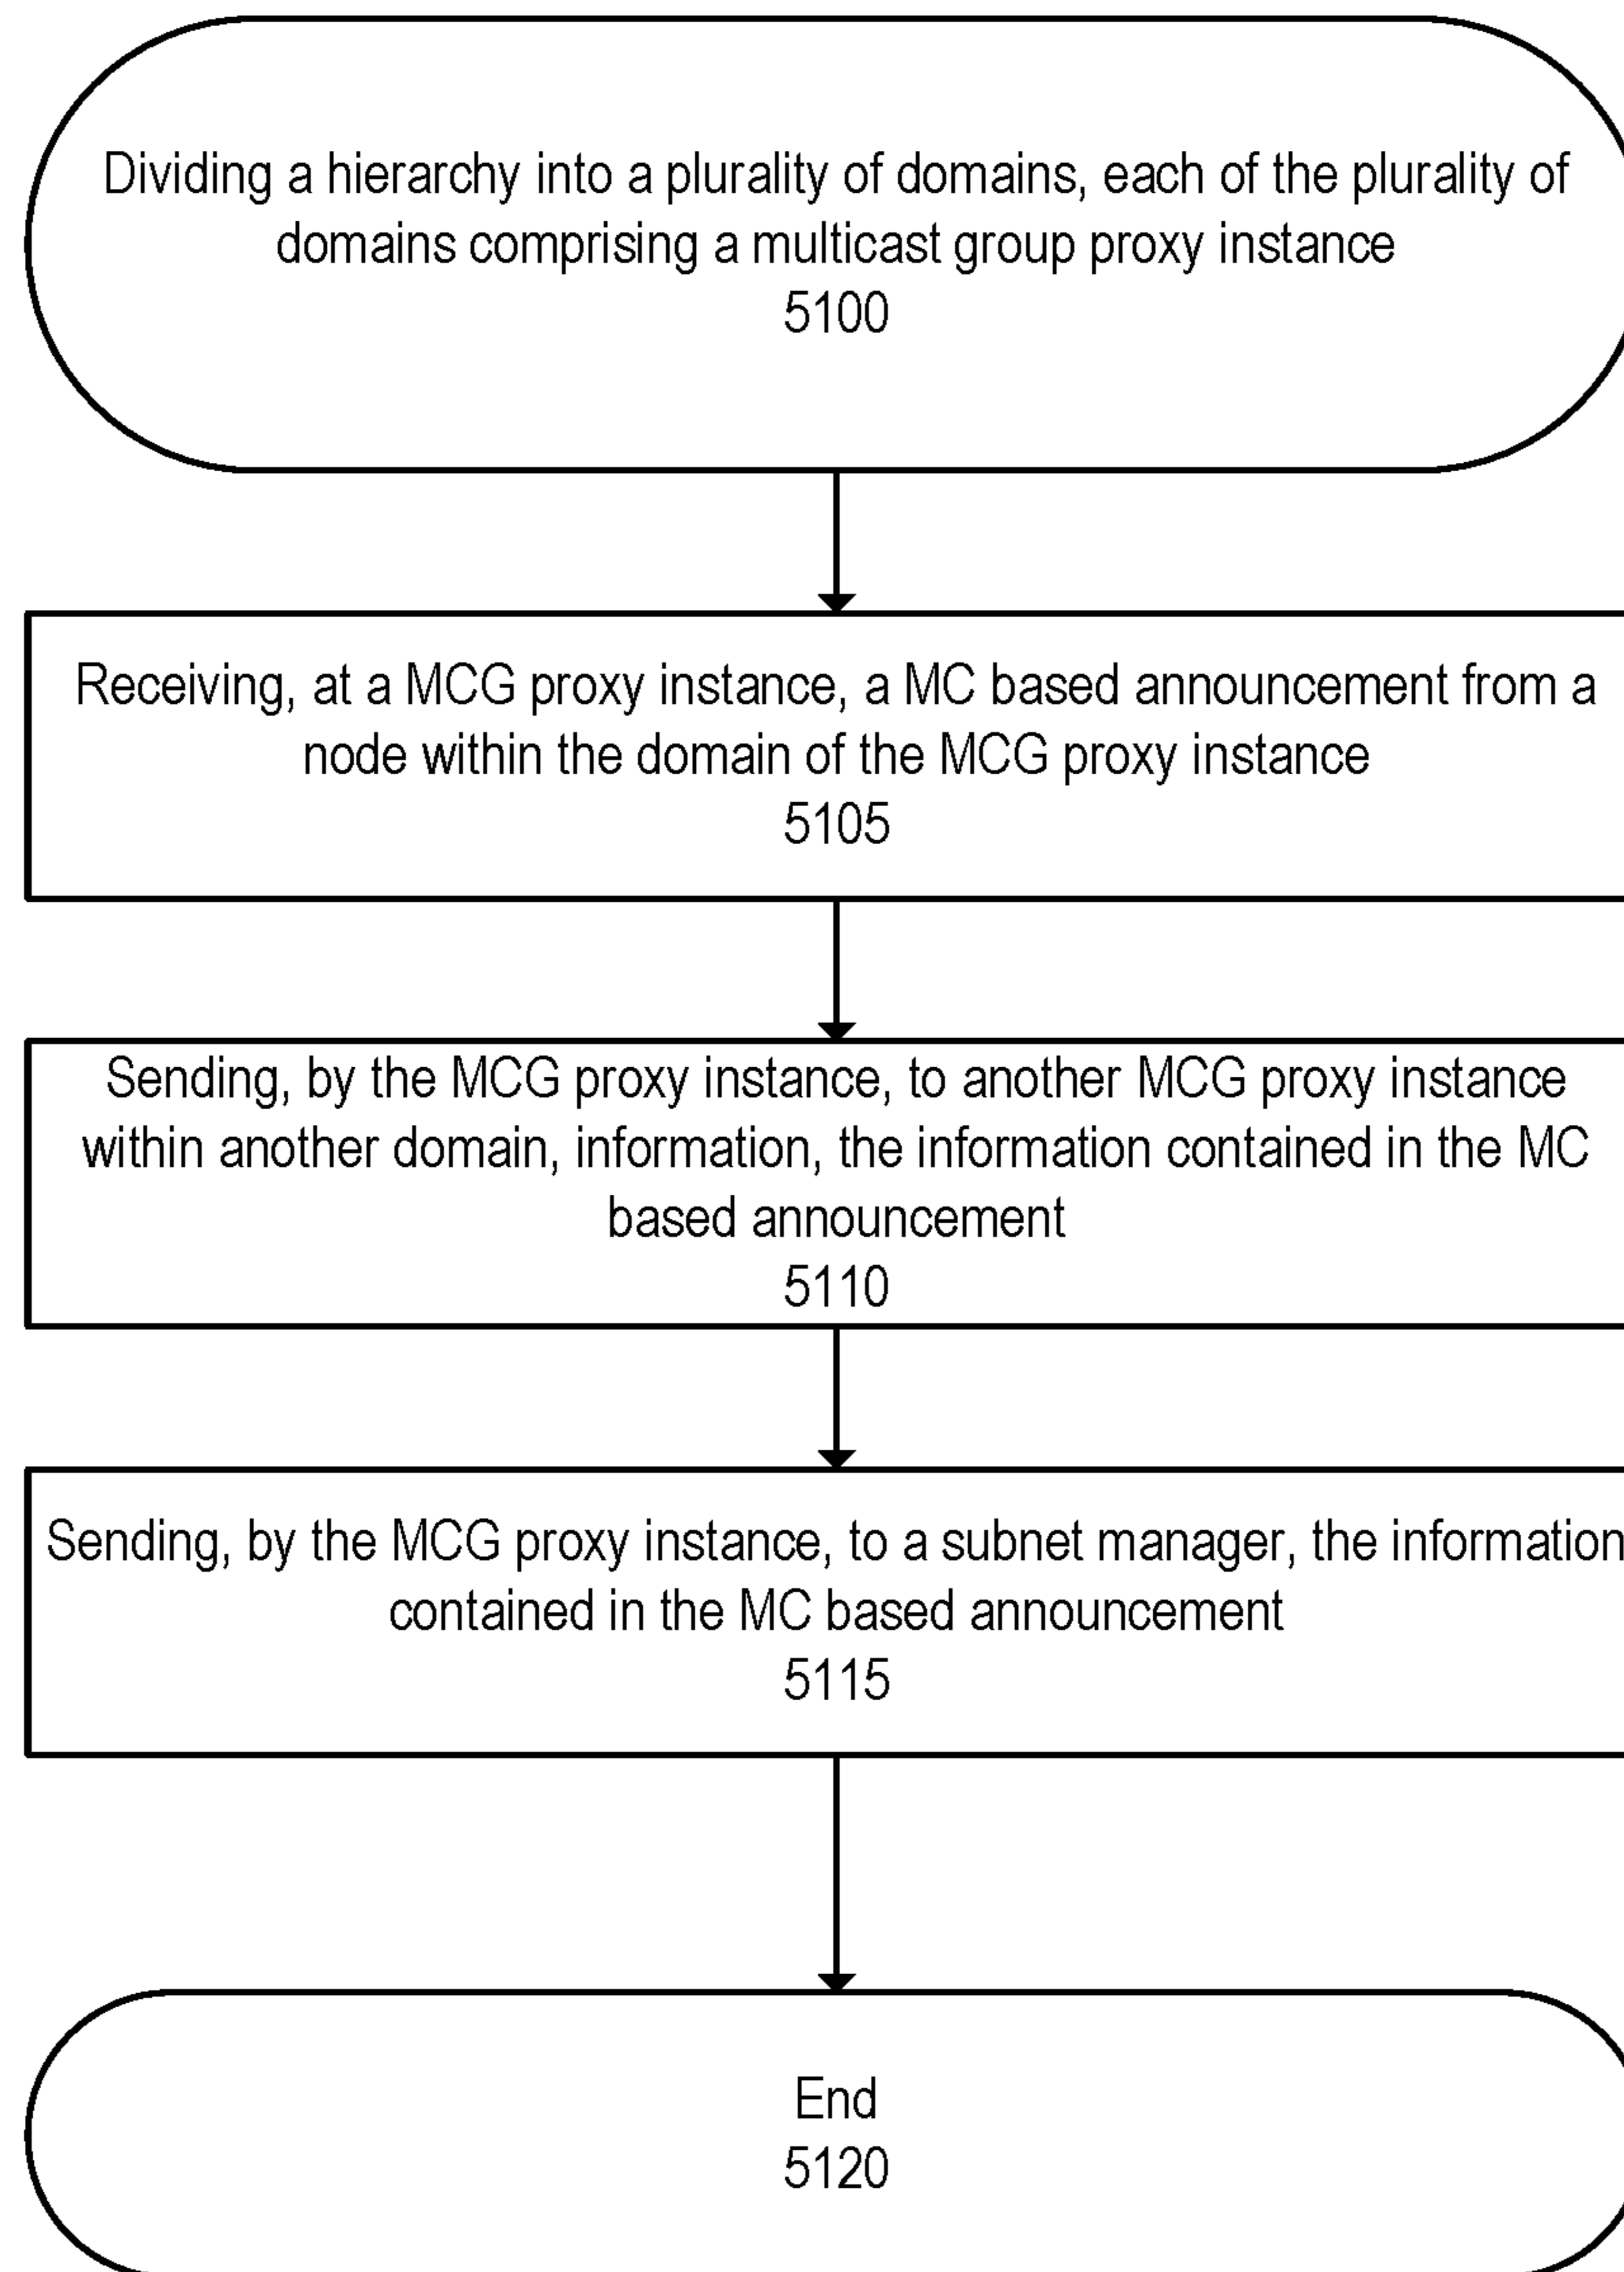 Dividing a hierarchy into a plurality of domains, each of the plurality of
domains comprising a multicast group proxy instance
5100
Receiving, at a MCG proxy instance, a MC based announcement from a
node within the domain of the MCG proxy instance
5105
Sending, by the MCG proxy instance, to another MCG proxy instance
within another domain, information, the information contained in the MC
based announcement
5110
Sending, by the MCG proxy instance, to a subnet manager, the information
contained in the MC based announcement
5115
End
5120